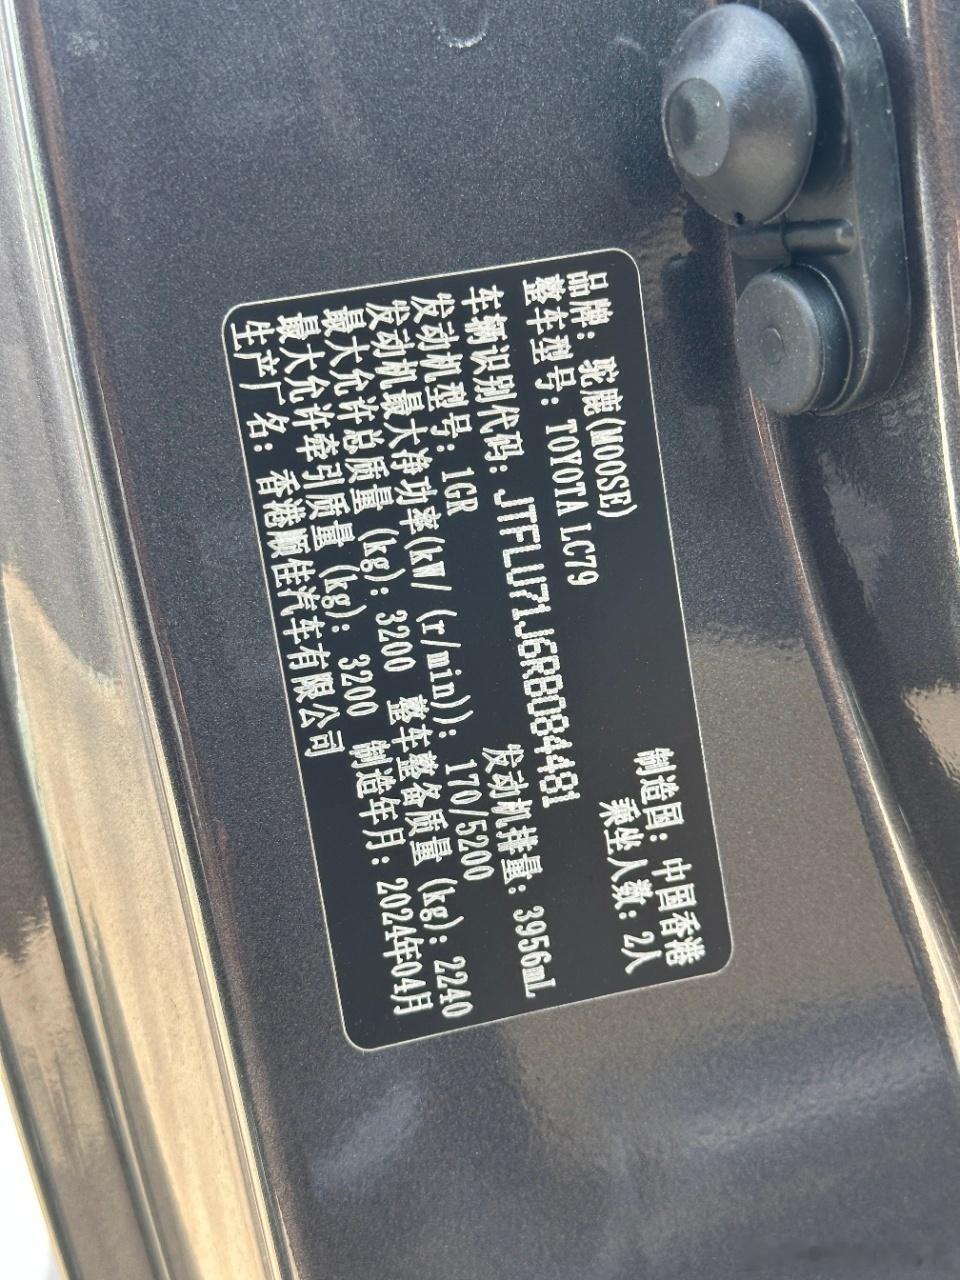 品牌: 驼鹿(MOOSE) 制造国: 中国香港
整车型号: TOYOTA LC79 乘坐人数: 2人
车辆识别代码: JTFLU71J6RB084481
发动机型号: 1GR 发动机排量: 3956mL
发动机最大净功率(kW/(r/min)): 170/5200
最大允许总质量(kg): 3200 整车整备质量(kg): 2240
最大允许牵引质量(kg): 3200 制造年月: 2024年04月
生产厂名: 香港顺佳汽车有限公司